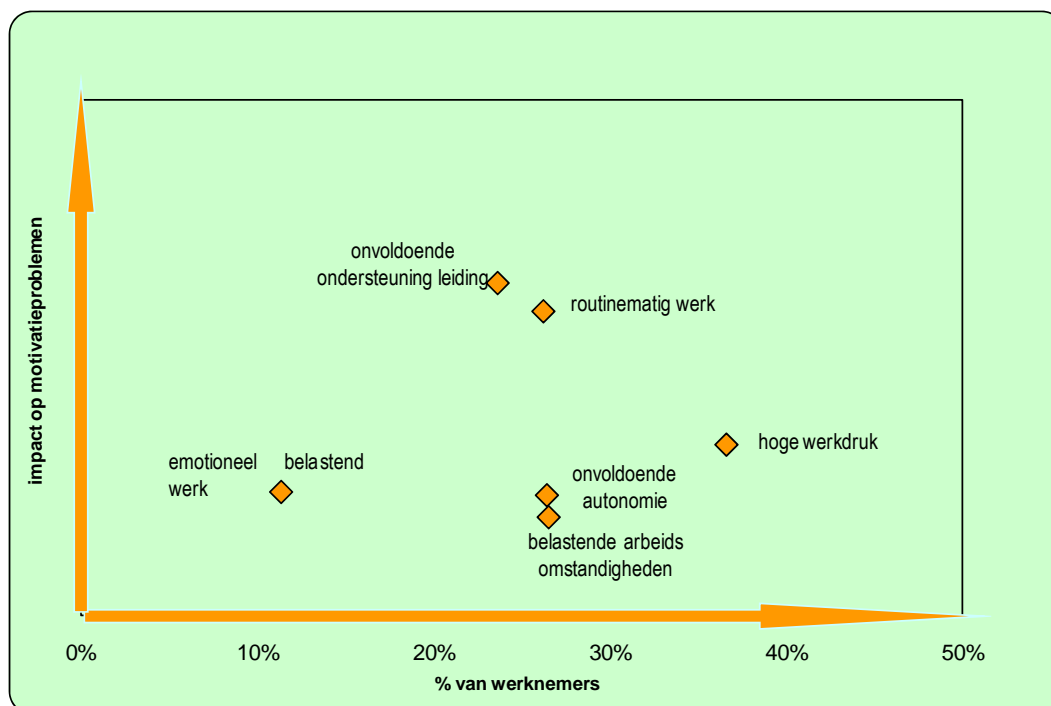 impact op motivatieproblemen
onvoldoende
ondersteuning leiding
routinematig werk
hoge werkdruk
emotioneel belastend
werk
onvoldoende
autonomie
belastende arbeids
omstandigheden
0% 10% 20% 30% 40% 50%
% van werknemers